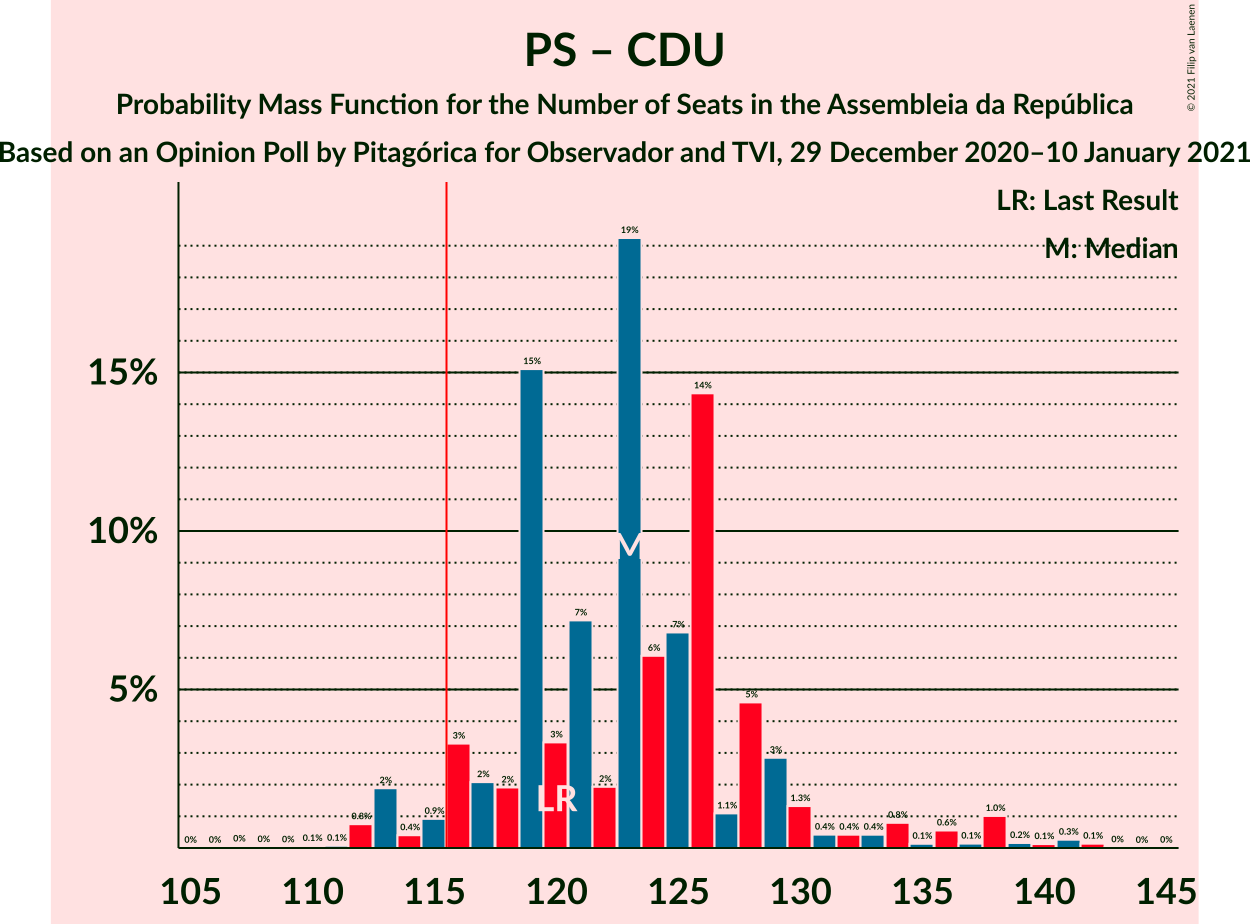 PS – CDU
Probability Mass Function for the Number of Seats in the Assembleia da República
Based on an Opinion Poll by Pitagórica for Observador and TVI, 29 December 2020–10 January 2021
© 2021 Filip van Laenen
LR: Last Result
M: Median
15%
10%
5%
0% 0% 0% 0% 0% 0.1% 0.1% 0.8% 2% 0.4% 0.9% 3% 2% 2% 15% 3% 7% 2% 19% 6% 7% 14% 1.1% 5% 3% 1.3% 0.4% 0.4% 0.4% 0.8% 0.1% 0.6% 0.1% 1.0% 0.2% 0.1% 0.3% 0.1% 0% 0% 0%
M
LR
105 110 115 120 125 130 135 140 145